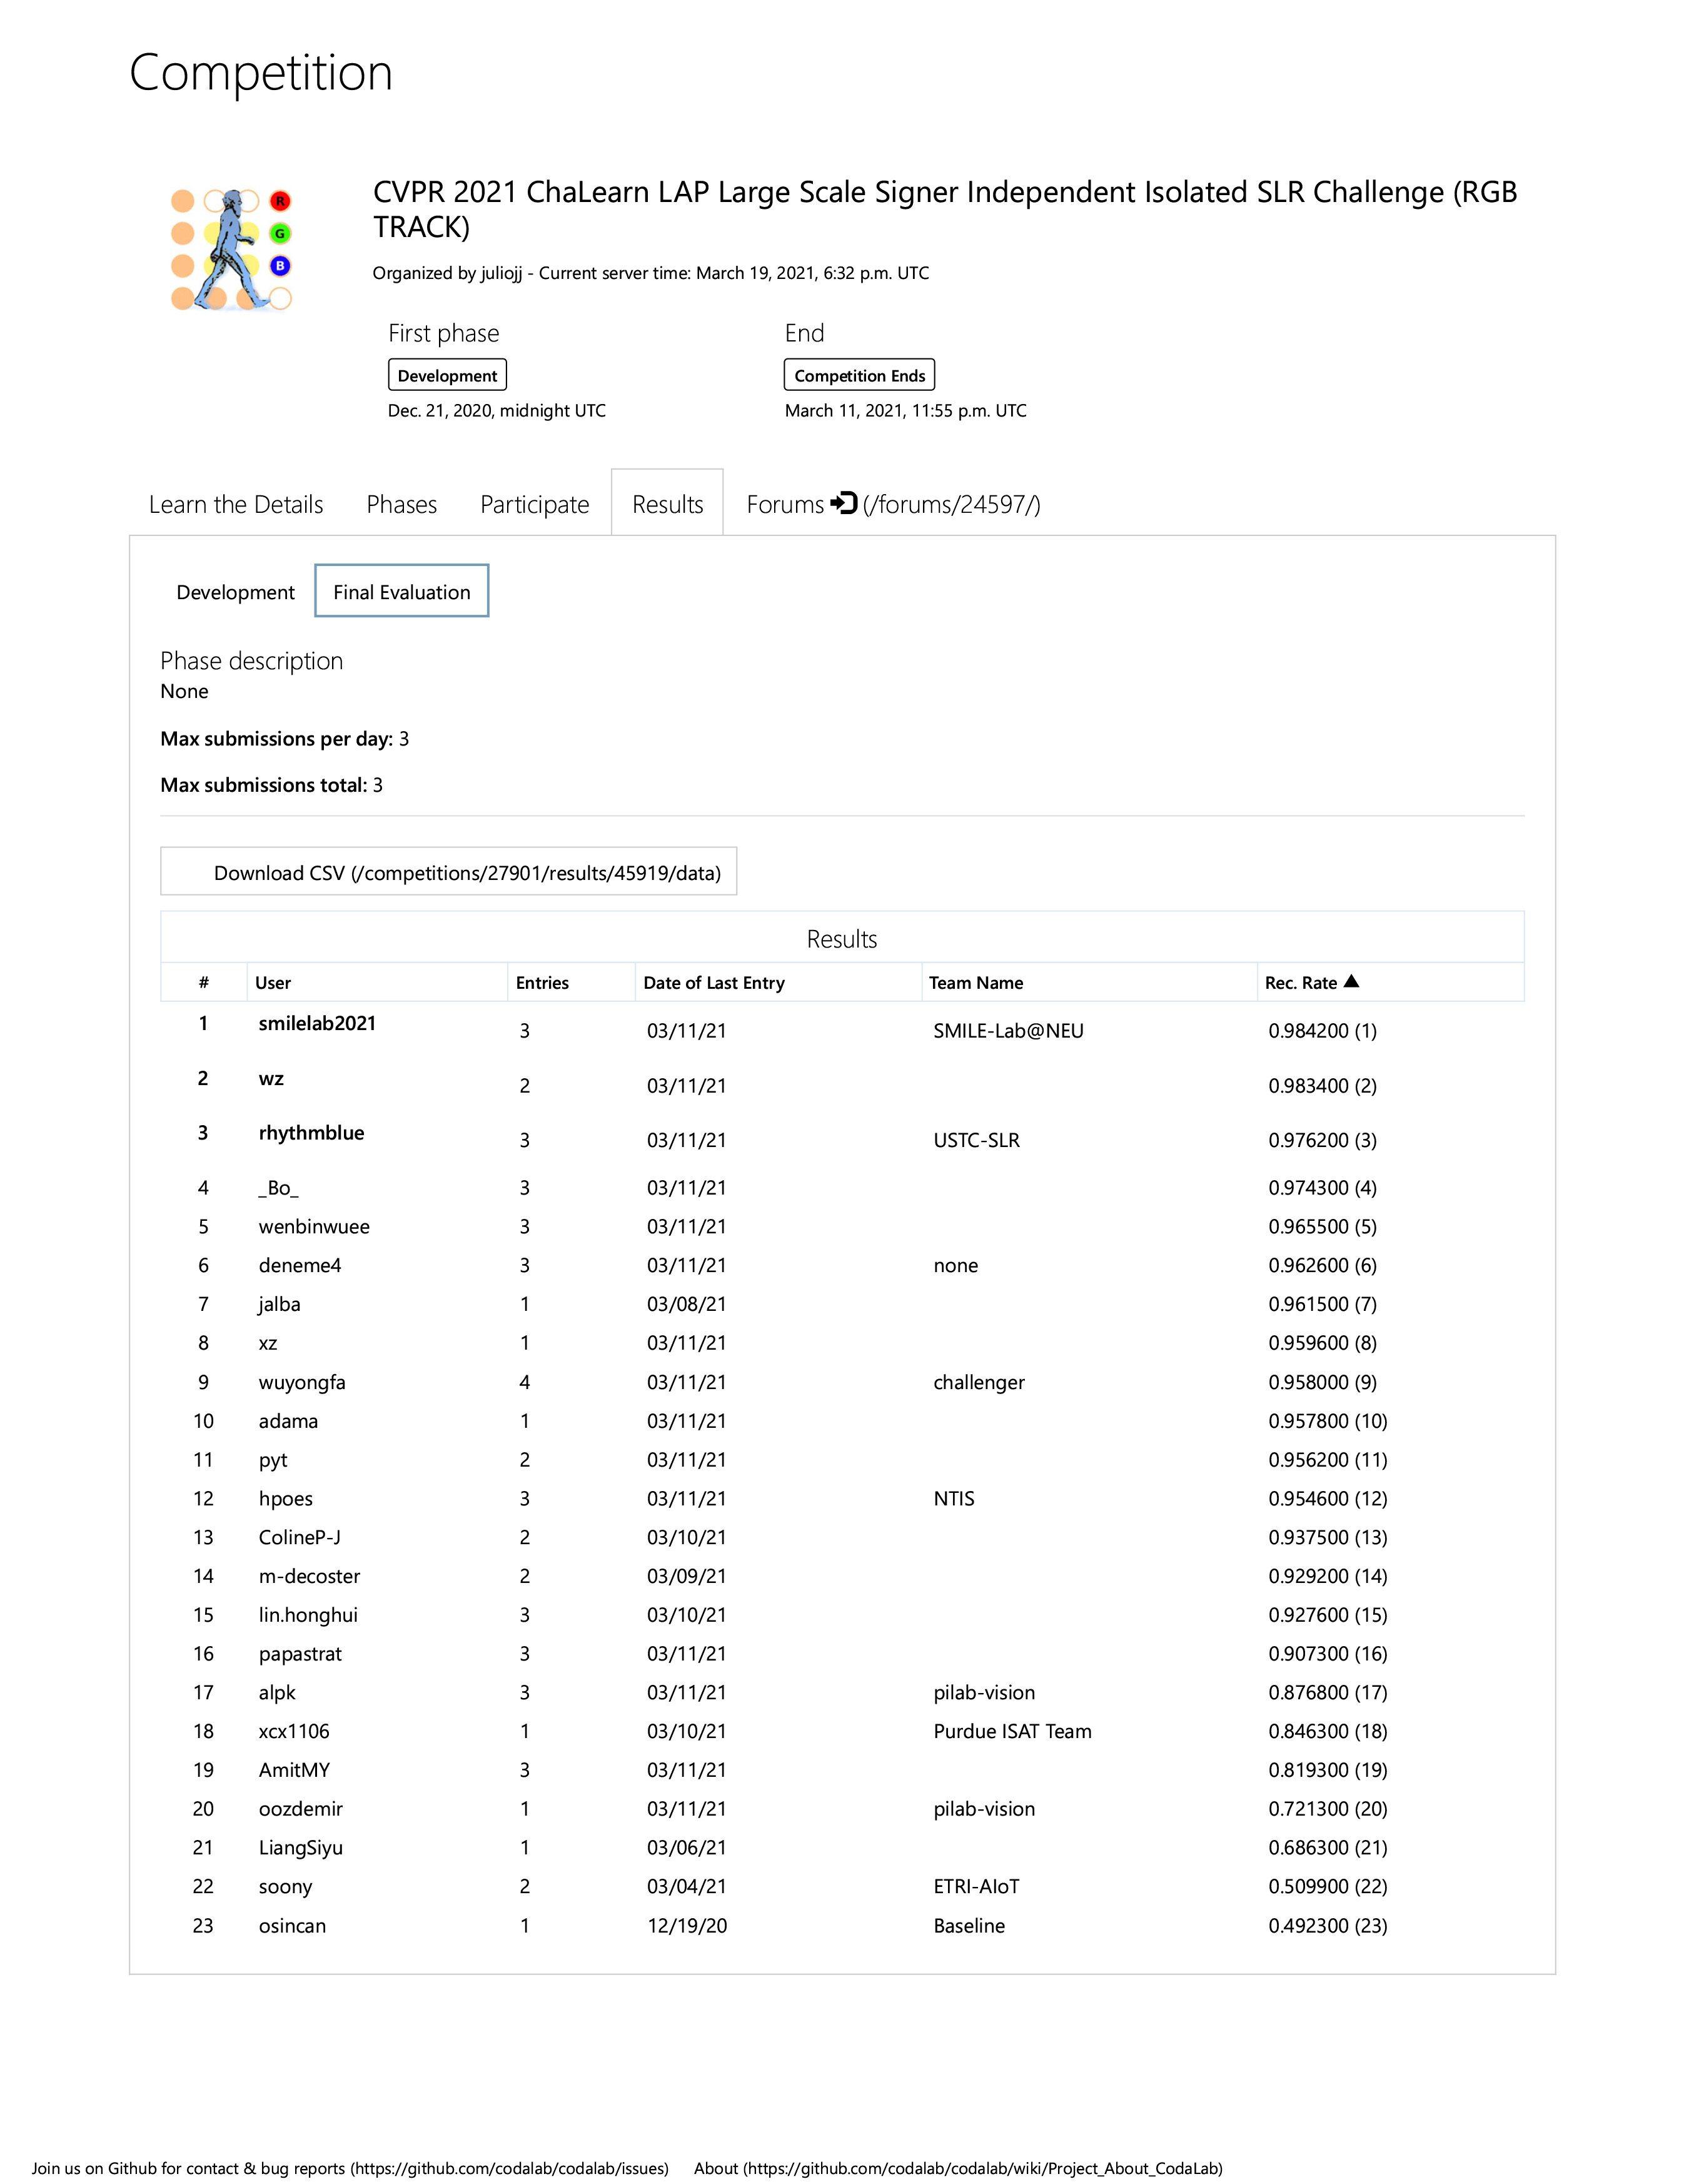 Competition
R
G
B
CVPR 2021 ChaLearn LAP Large Scale Signer Independent Isolated SLR Challenge (RGB
TRACK)
Organized by juliojj - Current server time: March 19, 2021, 6:32 p.m. UTC
First phase End
Development Competition Ends
Dec. 21, 2020, midnight UTC March 11, 2021, 11:55 p.m. UTC
Learn the Details Phases Participate Results Forums (/forums/24597/)
Development Final Evaluation
Phase description
None
Max submissions per day: 3
Max submissions total: 3
Download CSV (/competitions/27901/results/45919/data)
Results
# User Entries Date of Last Entry Team Name Rec. Rate ▲
1 smilelab2021 3 03/11/21 SMILE-Lab@NEU 0.984200 (1)
2 wz 2 03/11/21 0.983400 (2)
3 rhythmblue 3 03/11/21 USTC-SLR 0.976200 (3)
4 _Bo_ 3 03/11/21 0.974300 (4)
5 wenbinwuee 3 03/11/21 0.965500 (5)
6 deneme4 3 03/11/21 none 0.962600 (6)
7 jalba 1 03/08/21 0.961500 (7)
8 xz 1 03/11/21 0.959600 (8)
9 wuyongfa 4 03/11/21 challenger 0.958000 (9)
10 adama 1 03/11/21 0.957800 (10)
11 pyt 2 03/11/21 0.956200 (11)
12 hpoes 3 03/11/21 NTIS 0.954600 (12)
13 ColineP-J 2 03/10/21 0.937500 (13)
14 m-decoster 2 03/09/21 0.929200 (14)
15 lin.honghui 3 03/10/21 0.927600 (15)
16 papastrat 3 03/11/21 0.907300 (16)
17 alpk 3 03/11/21 pilab-vision 0.876800 (17)
18 xcx1106 1 03/10/21 Purdue ISAT Team 0.846300 (18)
19 AmitMY 3 03/11/21 0.819300 (19)
20 oozdemir 1 03/11/21 pilab-vision 0.721300 (20)
21 LiangSiyu 1 03/06/21 0.686300 (21)
22 soony 2 03/04/21 ETRI-AIoT 0.509900 (22)
23 osincan 1 12/19/20 Baseline 0.492300 (23)
Join us on Github for contact & bug reports (https://github.com/codalab/codalab/issues) About (https://github.com/codalab/codalab/wiki/Project_About_CodaLab)